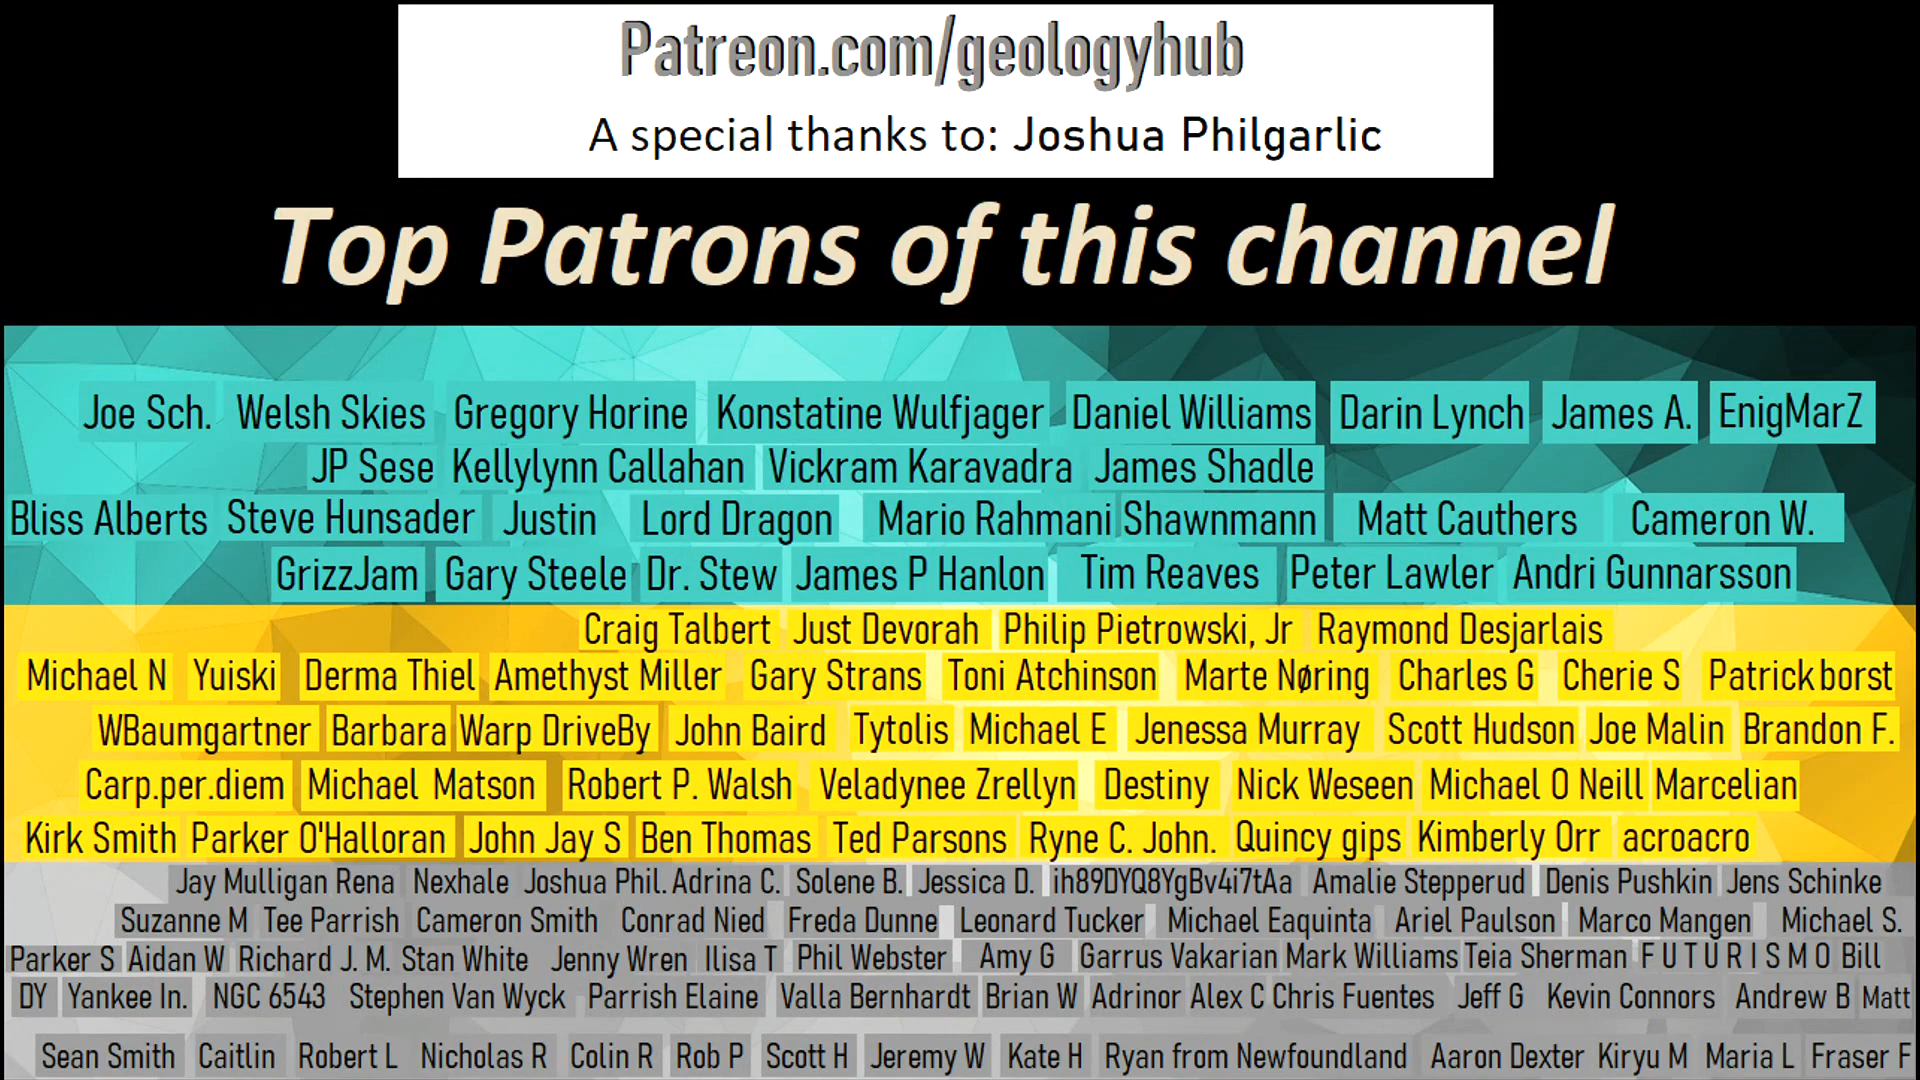 Patreon.com/geologyhub
A special thanks to: Joshua Philgarlic
Top Patrons of this channel
Joe Sch. Welsh Skies Gregory Horine Konstatine Wulfjager Daniel Williams Darin Lynch James A. EnigMarZ
JP Sese Kellylynn Callahan Vickram Karavadra James Shadle
Bliss Alberts Steve Hunsader Justin Lord Dragon Mario Rahmani Shawnmann Matt Cauthers Cameron W.
GrizzJam Gary Steele Dr. Stew James P Hanlon Tim Reaves Peter Lawler Andri Gunnarsson
Craig Talbert Just Devorah Philip Pietrowski, Jr Raymond Desjarlais
Michael N Yuiski Derma Thiel Amethyst Miller Gary Strans Toni Atchinson Marte Nøring Charles G Cherie S Patrick borst
WBaumgartner Barbara Warp DriveBy John Baird Tytolis Michael E Jenessa Murray Scott Hudson Joe Malin Brandon F.
Carp.per.diem Michael Matson Robert P. Walsh Veladynee Zrellyn Destiny Nick Weseen Michael O Neill Marcelian
Kirk Smith Parker O'Halloran John Jay S Ben Thomas Ted Parsons Ryne C. John. Quincy gips Kimberly Orr acroacro
Jay Mulligan Rena Nexhale Joshua Phil. Adrina C. Solene B. Jessica D. ih89DYQ8YgBv4i7tAa Amalie Stepperud Denis Pushkin Jens Schinke
Suzanne M Tee Parrish Cameron Smith Conrad Nied Freda Dunne Leonard Tucker Michael Eaquinta Ariel Paulson Marco Mangen Michael S.
Parker S Aidan W Richard J. M. Stan White Jenny Wren Ilisa T Phil Webster Amy G Garrus Vakarian Mark Williams Teia Sherman F U T U R I S M O Bill
DY Yankee In. NGC 6543 Stephen Van Wyck Parrish Elaine Valla Bernhardt Brian W Adrinor Alex C Chris Fuentes Jeff G Kevin Connors Andrew B Matt
Sean Smith Caitlin Robert L Nicholas R Colin R Rob P Scott H Jeremy W Kate H Ryan from Newfoundland Aaron Dexter Kiryu M Maria L Fraser F